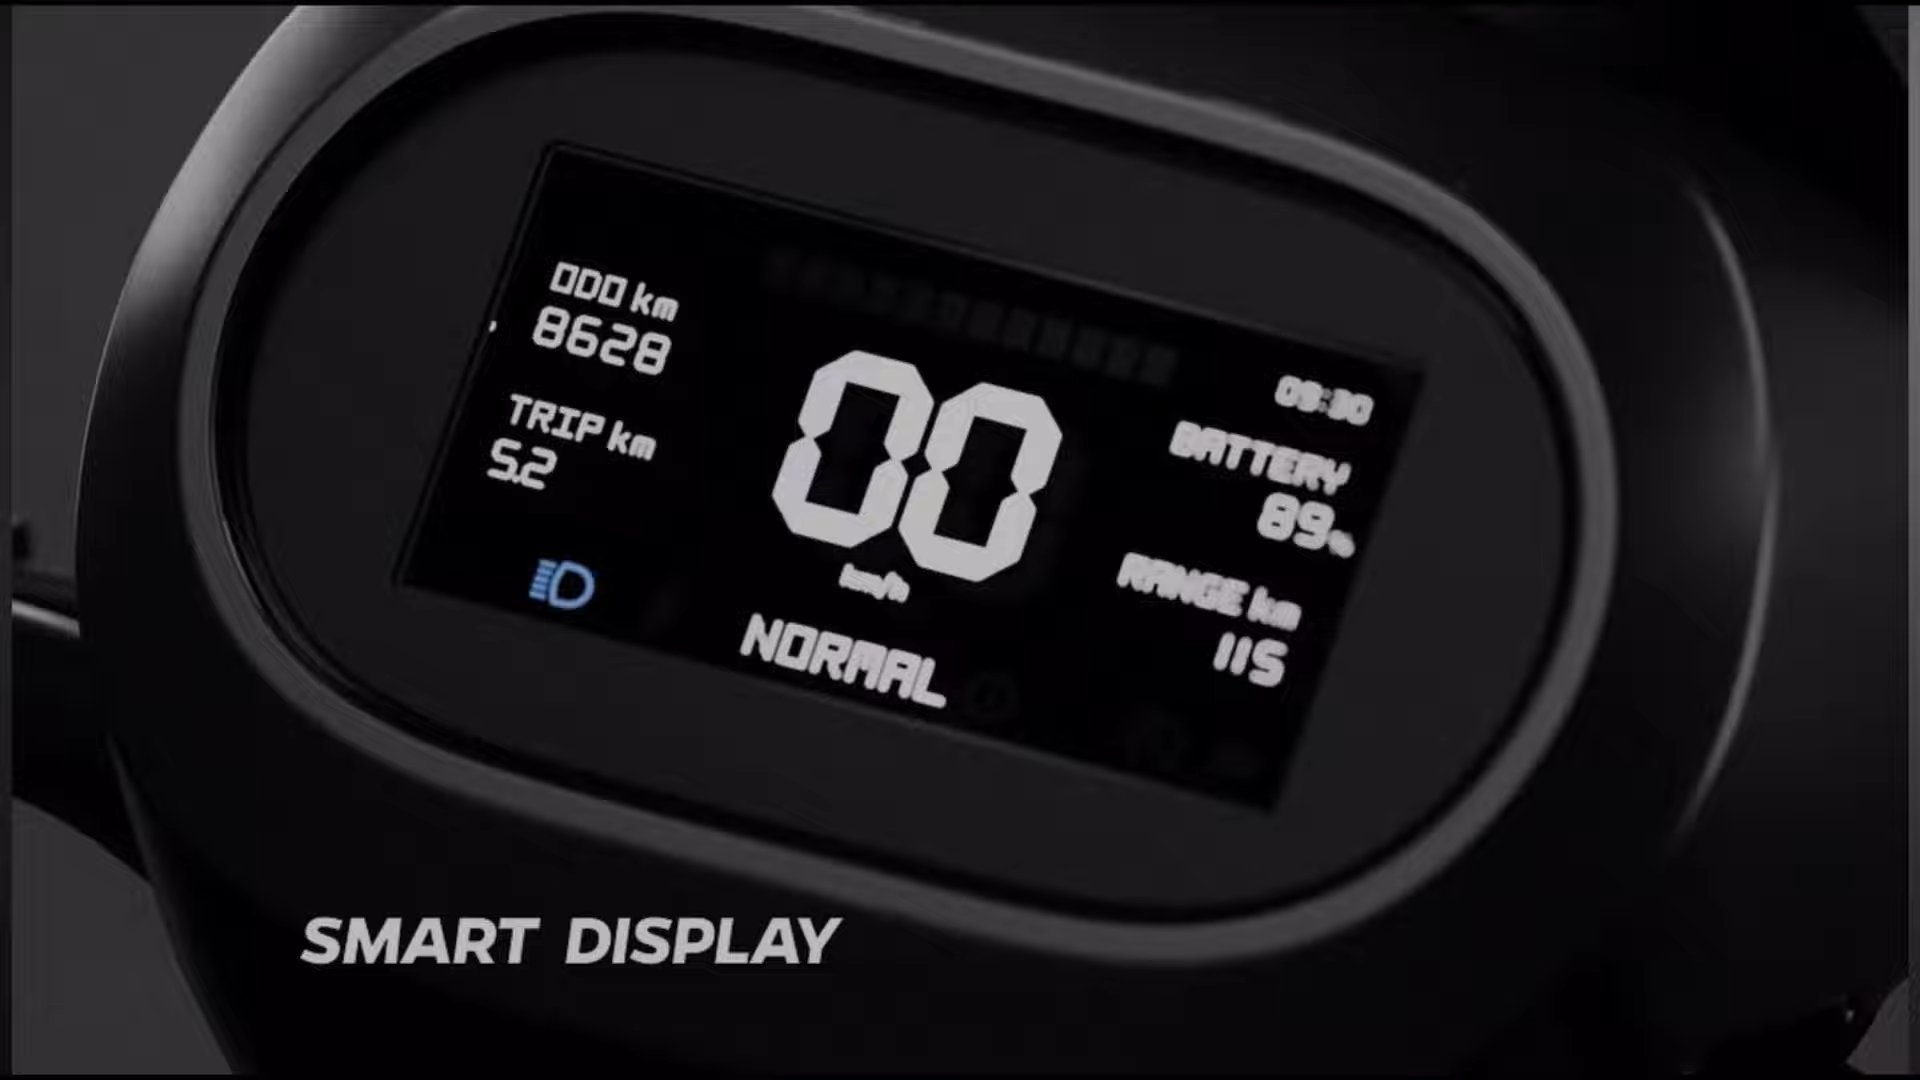 ODO km
8628
TRIP km
5.2
00
km/h
NORMAL
09:30
BATTERY
89%
RANGE km
115
SMART DISPLAY